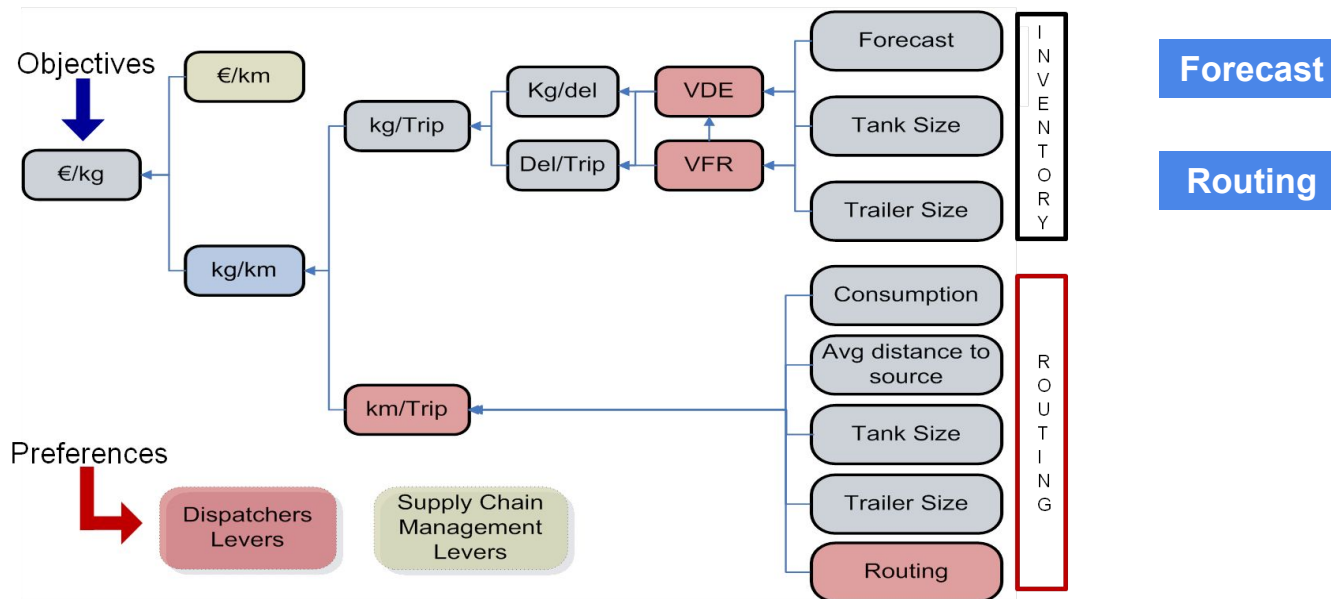 Objectives
€/kg
€/km
kg/km
kg/Trip
km/Trip
Kg/del
Del/Trip
VDE
VFR
Forecast
Tank Size
Trailer Size
INVENTORY
Consumption
Avg distance to
source
Tank Size
Trailer Size
Routing
ROUTING
Forecast
Routing
Preferences
Dispatchers
Levers
Supply Chain
Management
Levers